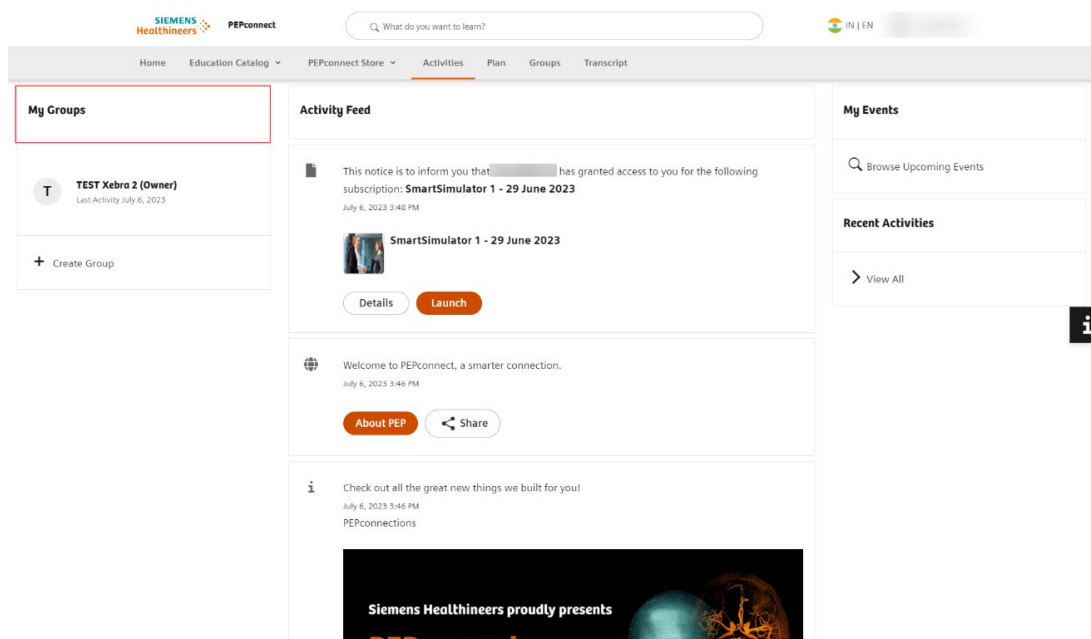 SIEMENS
Healthineers
PEPconnect
What do you want to learn?
IN | EN
Home
Education Catalog
PEPconnect Store
Activities
Plan
Groups
Transcript
My Groups
T
TEST Xebra 2 (Owner)
Last Activity July 6, 2023
+ Create Group
Activity Feed
This notice is to inform you that has granted access to you for the following
subscription: SmartSimulator 1 - 29 June 2023
July 6, 2023 3:48 PM
SmartSimulator 1 - 29 June 2023
Details
Launch
Welcome to PEPconnect, a smarter connection.
July 6, 2023 3:46 PM
About PEP
Share
Check out all the great new things we built for you!
July 6, 2023 3:46 PM
PEPconnections
Siemens Healthineers proudly presents
My Events
Browse Upcoming Events
Recent Activities
View All